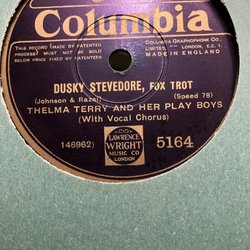 Columbia
THIS RECORD
(MADE BY PATENTED
PROCESS) MUST NOT BE SOLD
BELOW PRICE FIXED
BY PATENTEES.
COLUMBIA GRAPHOPHONE CO.
LIMITED, LONDON, E.C. 1.
MADE IN ENGLAND
DUSKY STEVEDORE, FOX TROT
(Johnson & Razaf) (Speed 78)
THELMA TERRY AND HER PLAY BOYS
(With Vocal Chorus)
146962)
LAWRENCE
WRIGHT
MUSIC CO
LONDON
5164